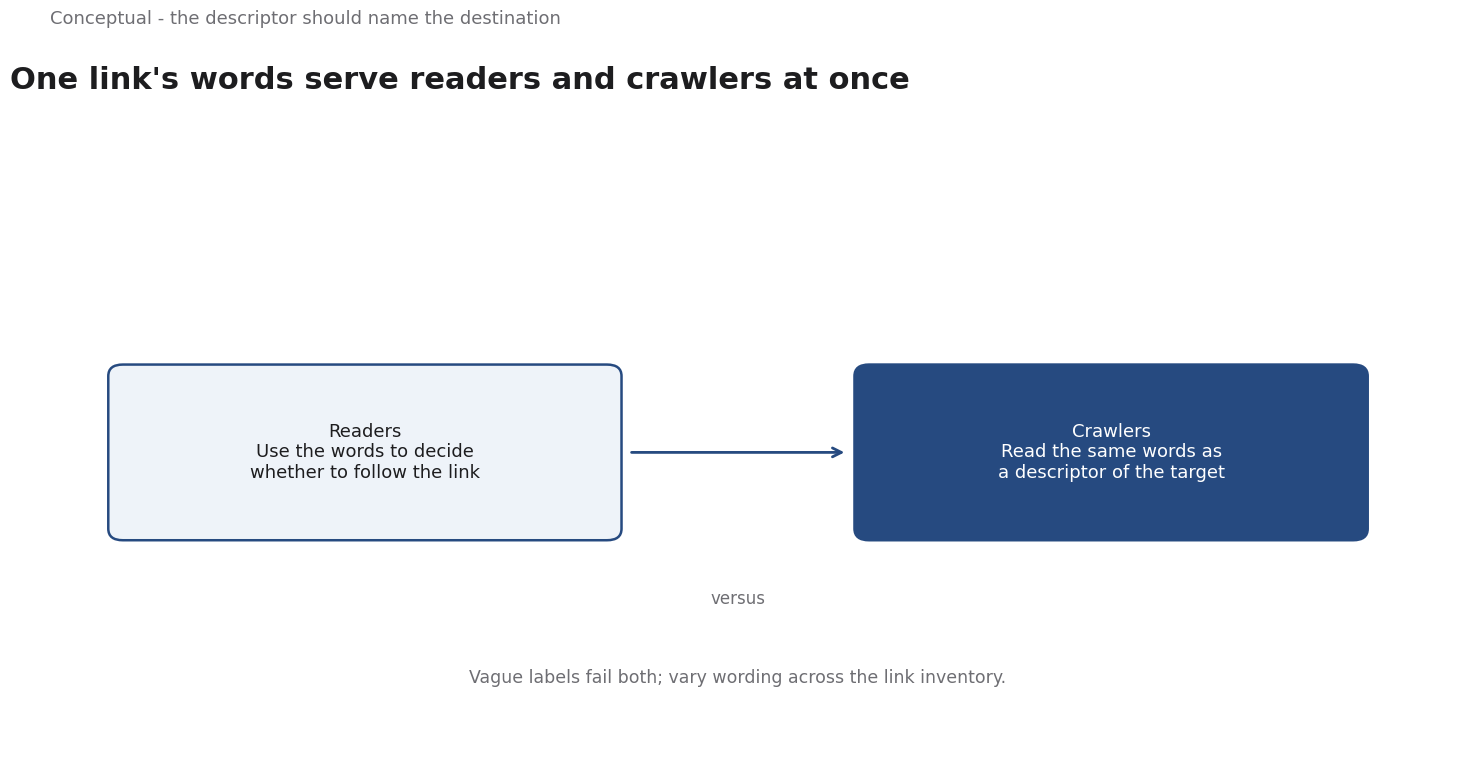 Conceptual - the descriptor should name the destination
One link's words serve readers and crawlers at once
Readers
Use the words to decide
whether to follow the link
Crawlers
Read the same words as
a descriptor of the target
versus
Vague labels fail both; vary wording across the link inventory.